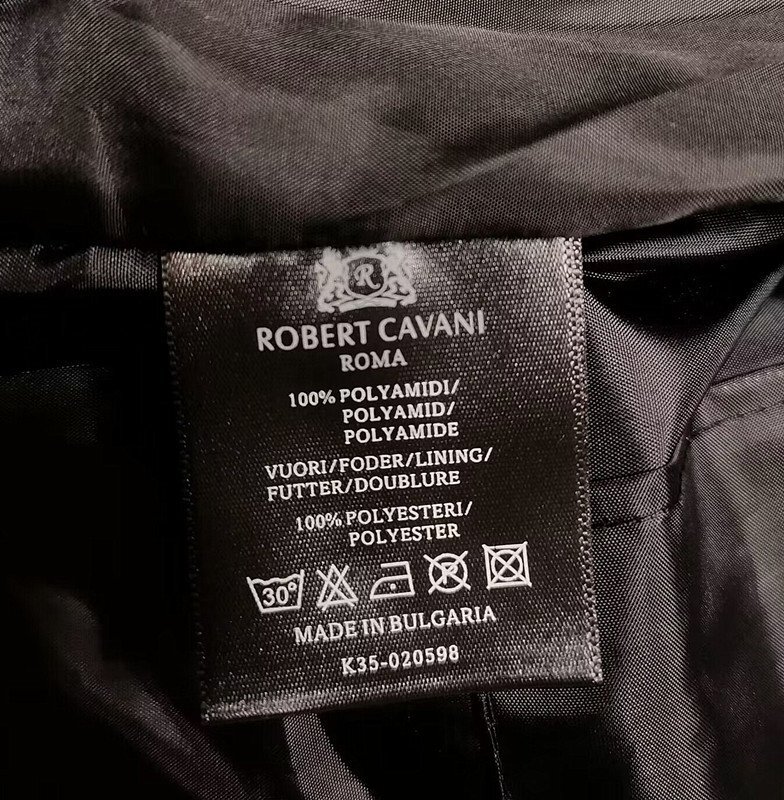 R
ROBERT CAVANI
ROMA
100% POLYAMIDI/
POLYAMID/
POLYAMIDE
VUORI/FODER/LINING/
FUTTER/DOUBLURE
100% POLYESTERI/
POLYESTER
30° P
MADE IN BULGARIA
K35-020598